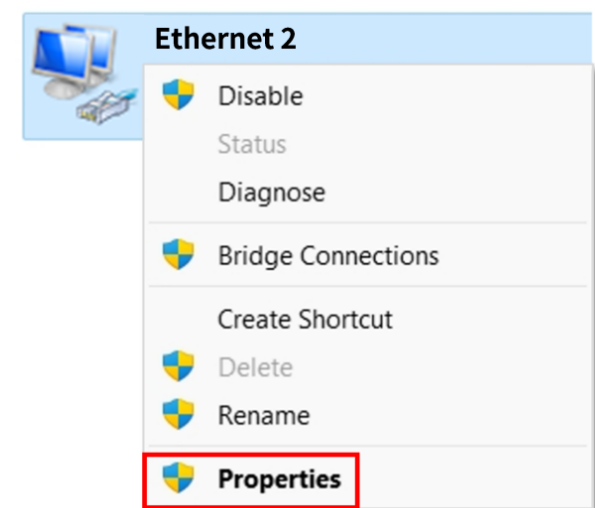 Ethernet 2
Disable
Status
Diagnose
Bridge Connections
Create Shortcut
Delete
Rename
Properties